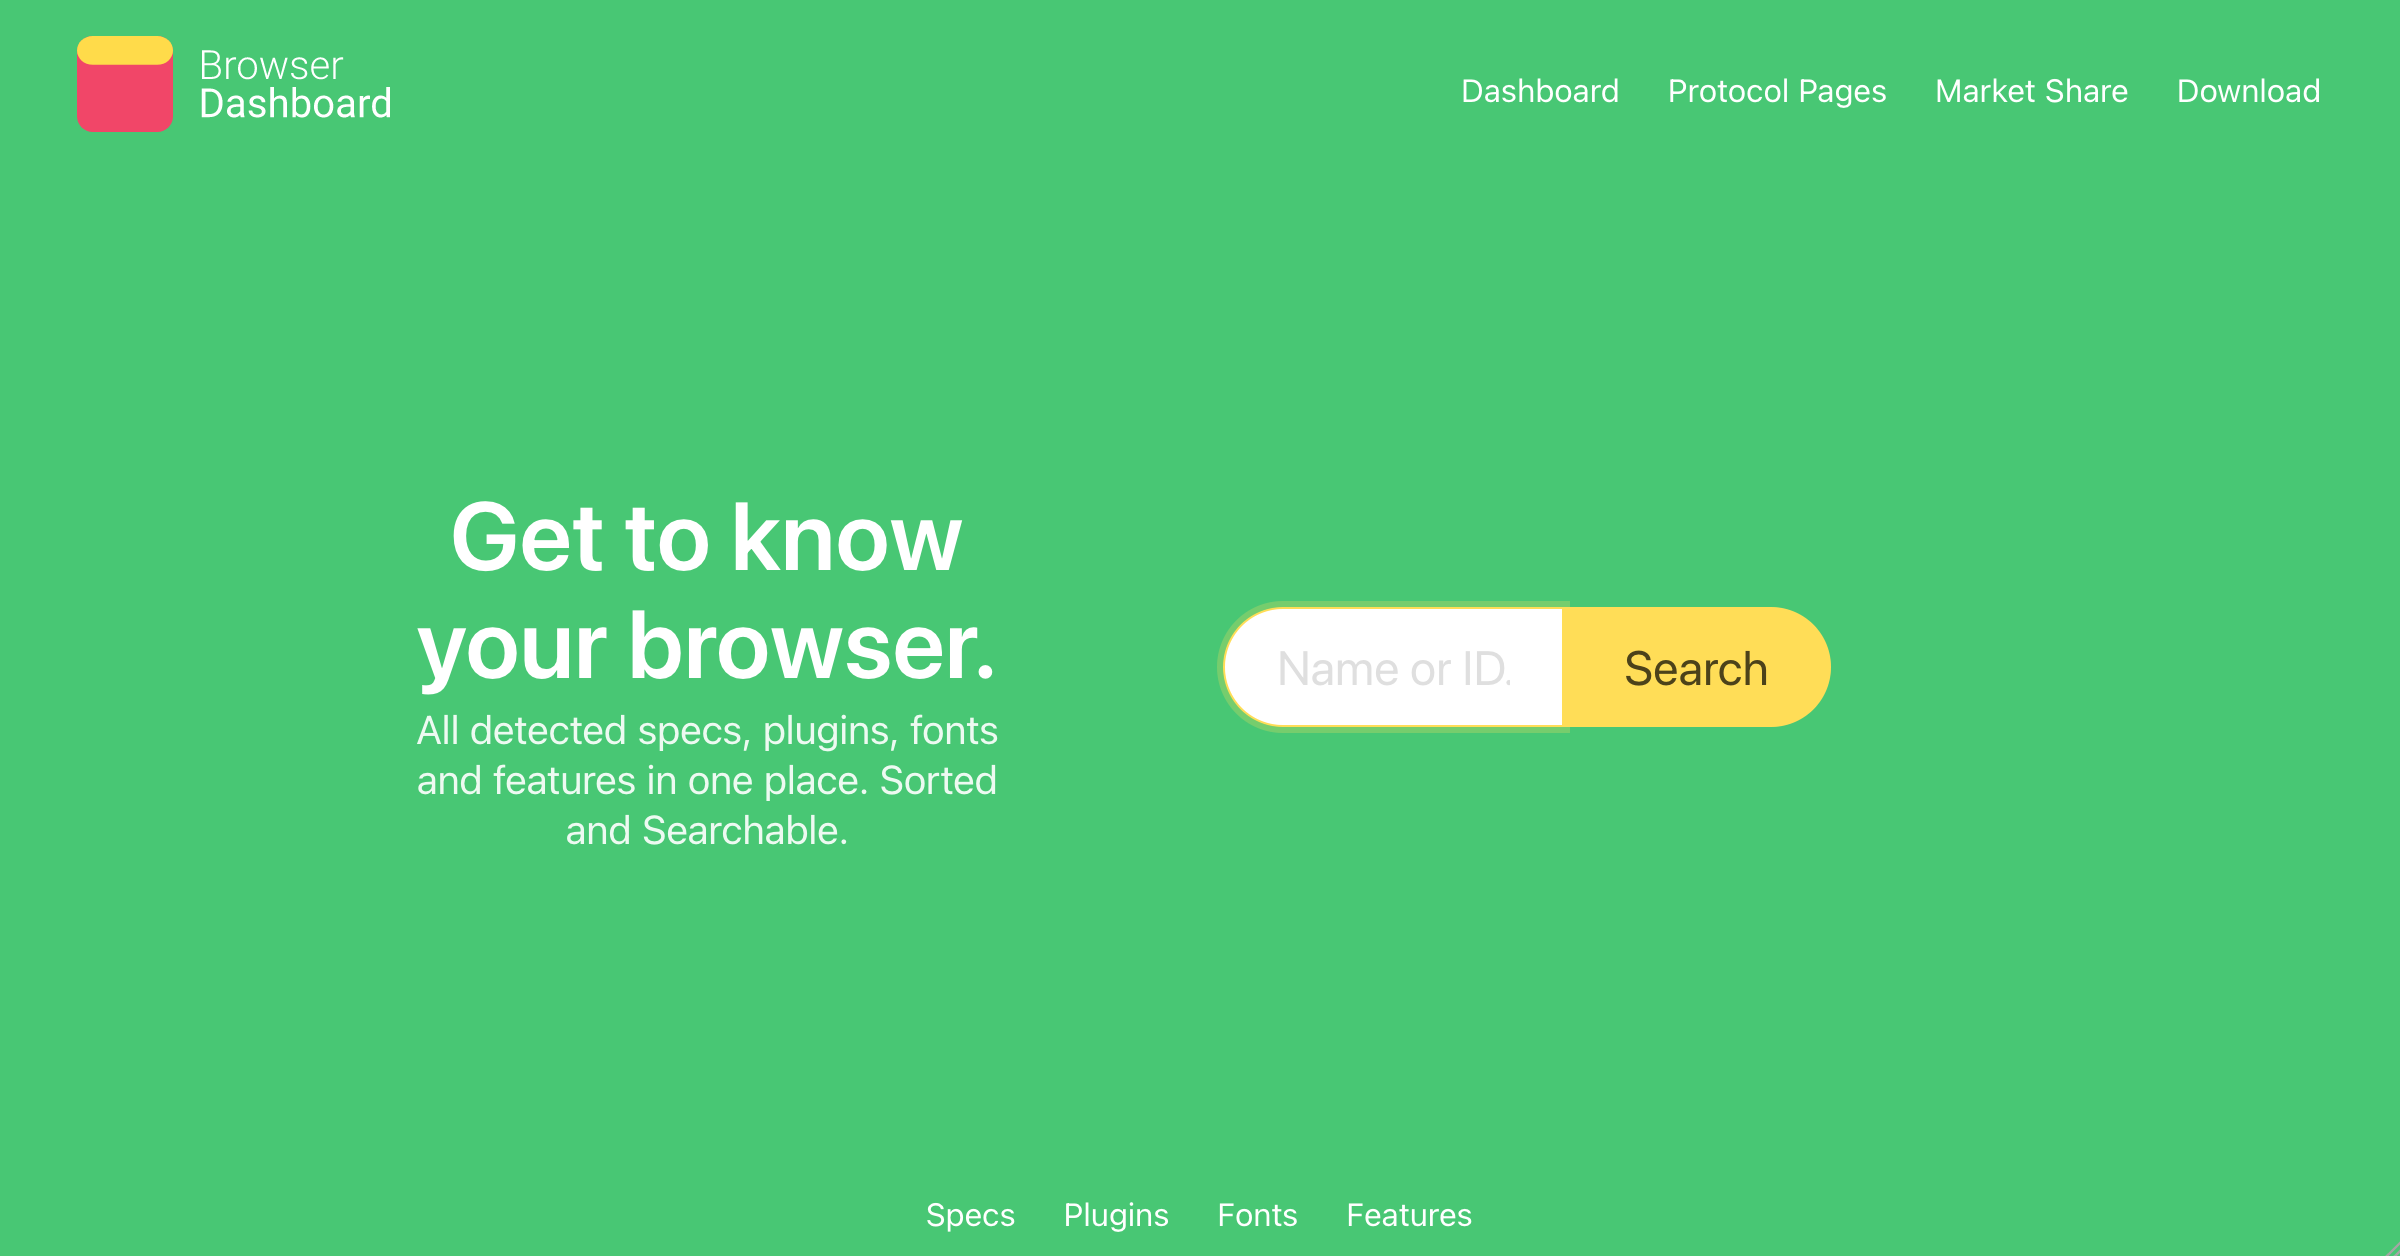 Browser
Dashboard
Dashboard Protocol Pages Market Share Download
Get to know
your browser.
All detected specs, plugins, fonts
and features in one place. Sorted
and Searchable.
Name or ID.
Search
Specs Plugins Fonts Features